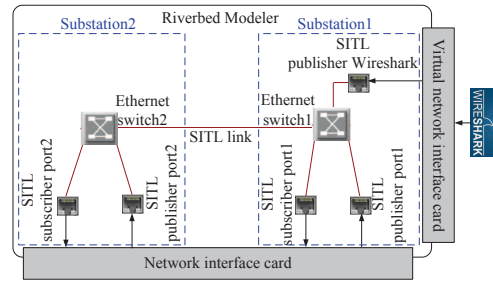 Riverbed Modeler
Substation2
Substation1
SITL
publisher Wireshark
Ethernet
switch2
Ethernet
switch1
SITL link
SITL
subscriber port2
SITL
publisher port2
SITL
subscriber port1
SITL
publisher port1
Virtual network interface card
WIRESHARK
Network interface card